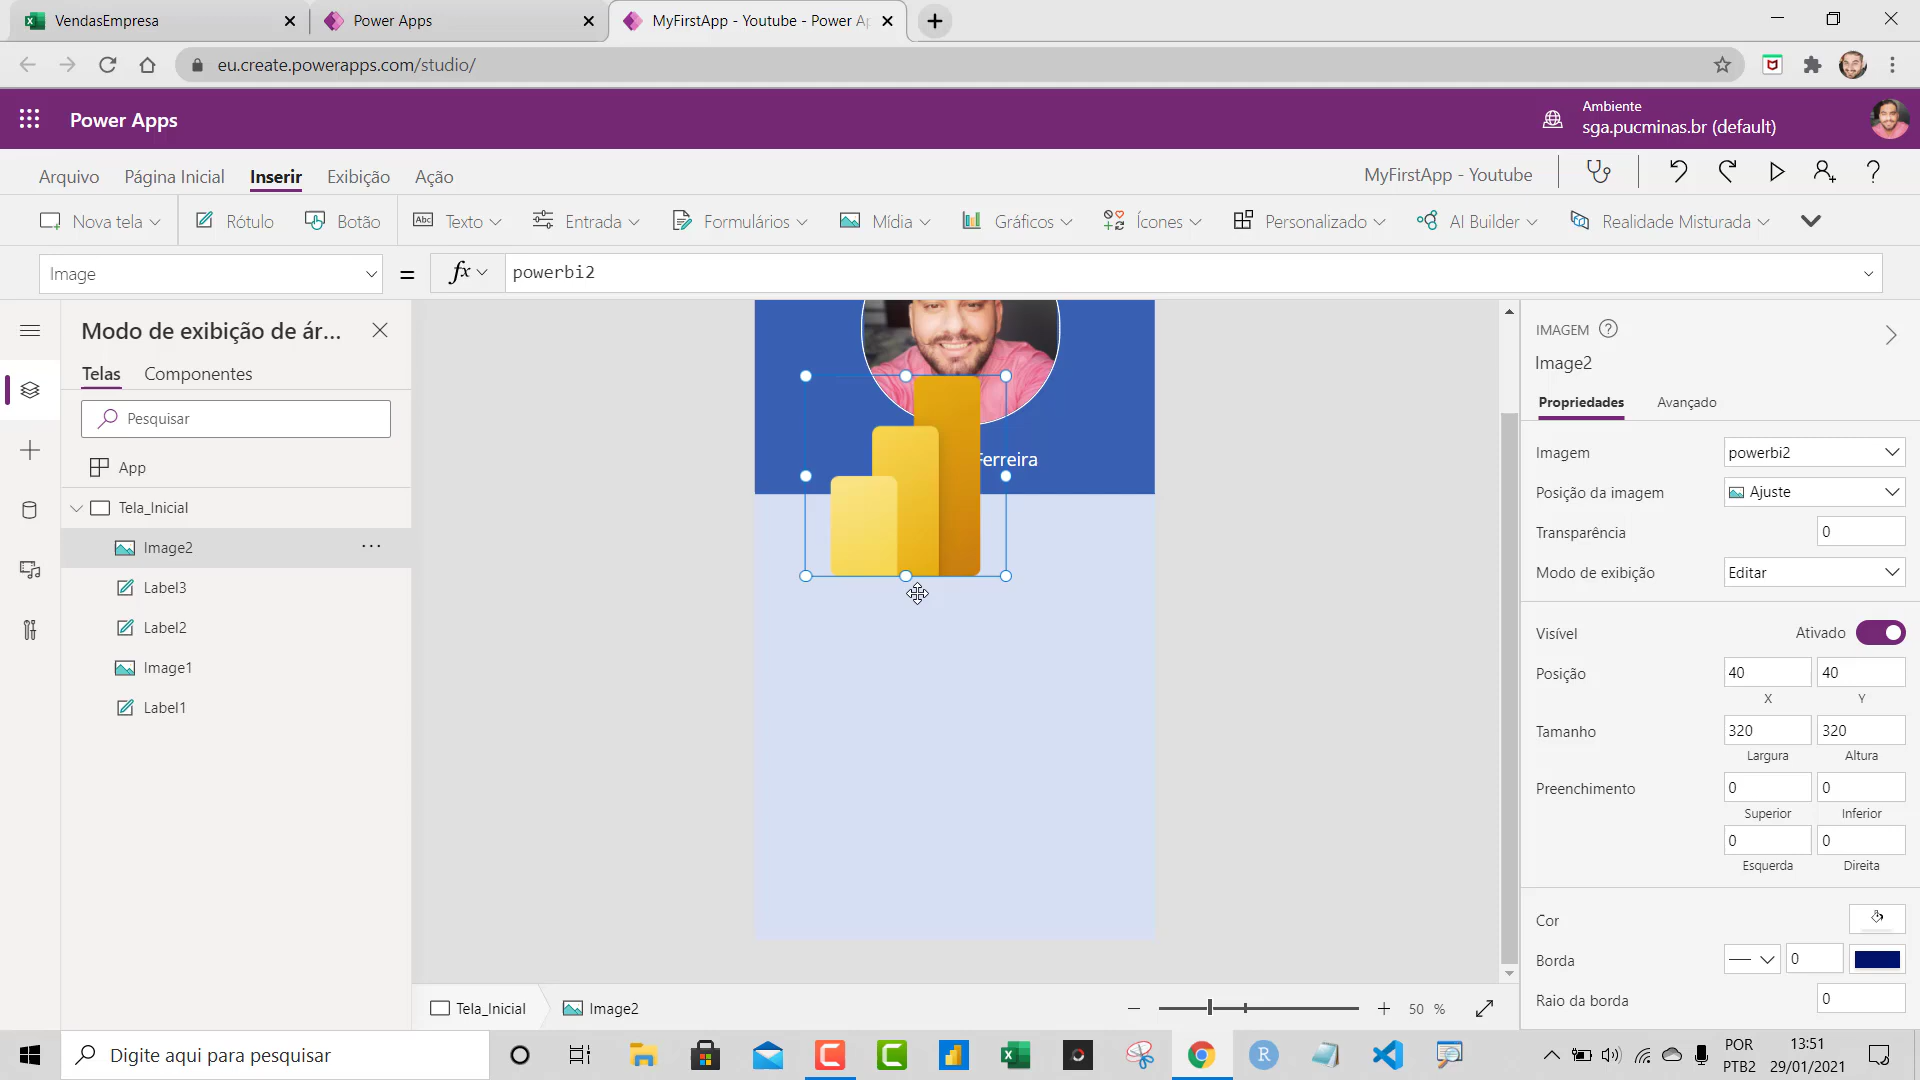 VendasEmpresa
Power Apps
MyFirstApp - Youtube - Power Ap
eu.create.powerapps.com/studio/
Power Apps
Ambiente
sga.pucminas.br (default)
Arquivo
Página Inicial
Inserir
Exibição
Ação
MyFirstApp - Youtube
Nova tela
Rótulo
Botão
Abc Texto
Entrada
Formulários
Mídia
Gráficos
Ícones
Personalizado
AI Builder
Realidade Misturada
Image
=
fx
powerbi2
Modo de exibição de ár...
Telas
Componentes
Pesquisar
App
Tela_Inicial
Image2
Label3
Label2
Image1
Label1
Ferreira
IMAGEM
Image2
Propriedades
Avançado
Imagem
powerbi2
Posição da imagem
Ajuste
Transparência
0
Modo de exibição
Editar
Visível
Ativado
Posição
40
40
X
Y
Tamanho
320
320
Largura
Altura
Preenchimento
0
0
Superior
Inferior
0
0
Esquerda
Direita
Cor
Borda
0
Raio da borda
0
Tela_Inicial
Image2
50 %
Digite aqui para pesquisar
R
POR
PTB2
13:51
29/01/2021